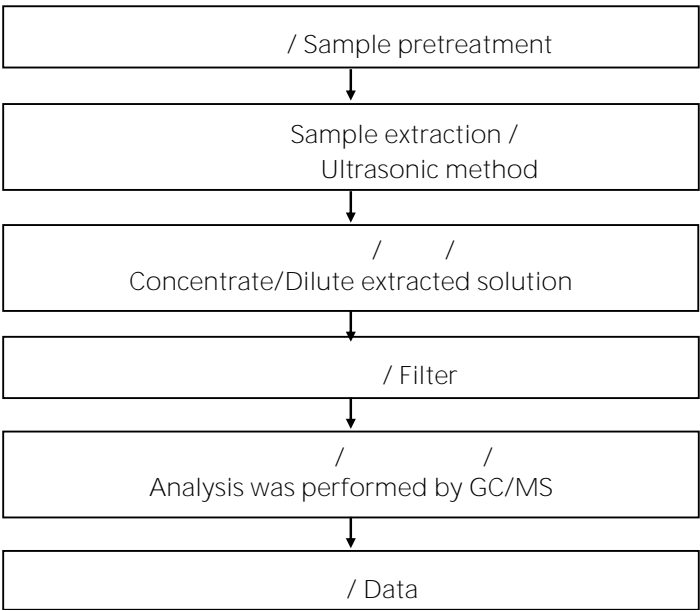 / Sample pretreatment
Sample extraction /
Ultrasonic method
/ /
Concentrate/Dilute extracted solution
/ Filter
/ /
Analysis was performed by GC/MS
/ Data